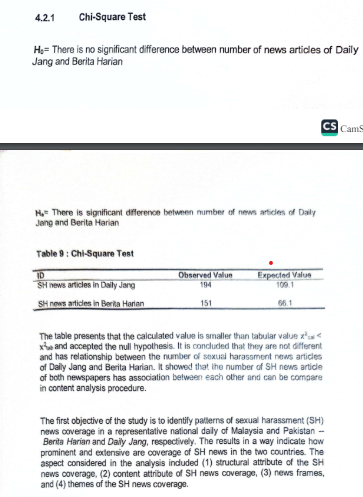 4.2.1 Chi-Square Test
H₀= There is no significant difference between number of news articles of Daily
Jang and Berita Harian
CS CamS
Hₐ= There is significant difference between number of news articles of Daily
Jang and Berita Harian
Table 9 : Chi-Square Test
ID Observed Value Expected Value
SH news articles in Daily Jang 194 109.1
SH news articles in Berita Harian 151 66.1
The table presents that the calculated value is smaller than tabular value x²cal <
x²tab and accepted the null hypothesis. It is concluded that they are not different
and has relationship between the number of sexual harassment news articles
of Daily Jang and Berita Harian. It showed that the number of SH news article
of both newspapers has association between each other and can be compare
in content analysis procedure.
The first objective of the study is to identify patterns of sexual harassment (SH)
news coverage in a representative national daily of Malaysia and Pakistan –
Berita Harian and Daily Jang, respectively. The results in a way indicate how
prominent and extensive are coverage of SH news in the two countries. The
aspect considered in the analysis included (1) structural attribute of the SH
news coverage, (2) content attribute of SH news coverage, (3) news frames,
and (4) themes of the SH news coverage.